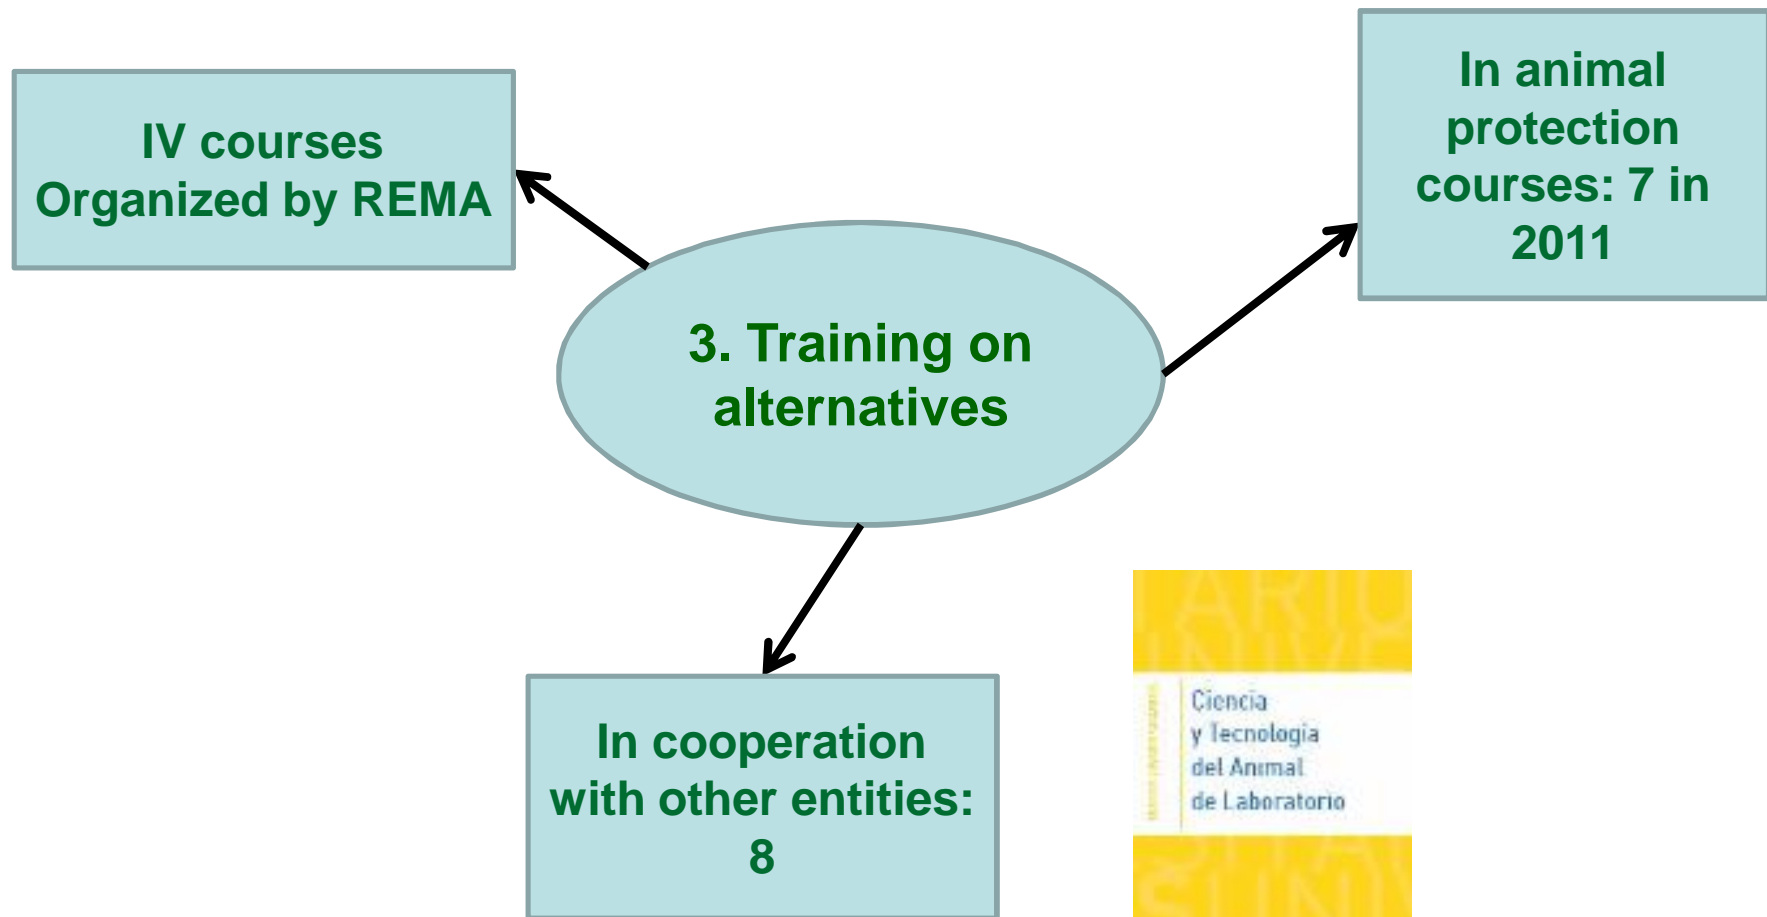 IV courses
Organized by REMA
In animal
protection
courses: 7 in
2011
3. Training on
alternatives
In cooperation
with other entities:
8
Ciencia
y Tecnología
del Animal
de Laboratorio